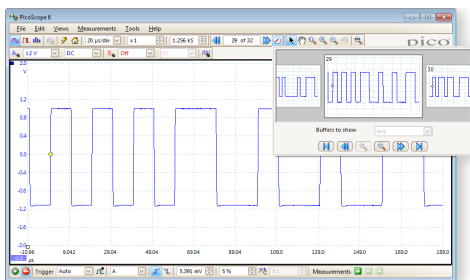 PicoScope 6
File Edit Views Measurements Tools Help
20 µs/div x 1 1.256 kS 29 of 32
pico
A ±2 V DC B Off
2.0
V
1.2
0.8
0.4
0.0
-0.4
-0.8
-1.2
-2.0
-10.96 9.042 29.04 49.04 69.04 89.04 109.0 129.0 149.0 169.0 189.0
µs
29
30
Buffers to show Any
Trigger Auto A 5.391 mV 5 % Measurements